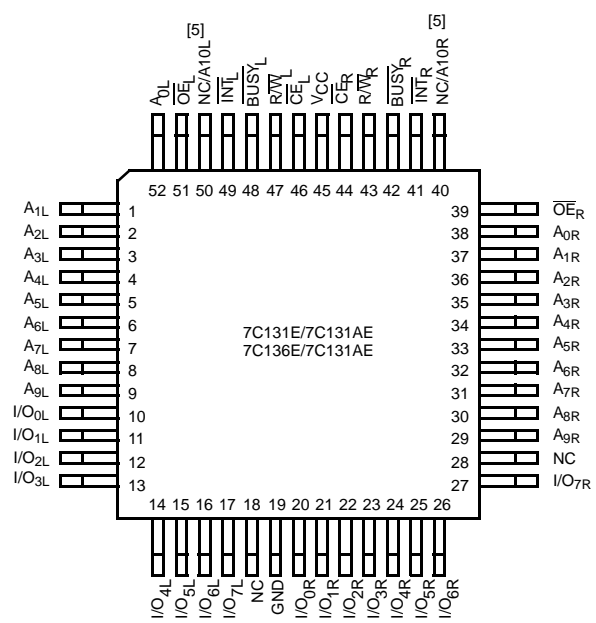 [5]
[5]
A0L
OEL
NC/A10L
INTL
BUSYL
R/WL
CEL
VCC
CER
R/WR
BUSYR
INTR
NC/A10R
52 51 50 49 48 47 46 45 44 43 42 41 40
A1L 1
A2L 2
A3L 3
A4L 4
A5L 5
A6L 6
A7L 7
A8L 8
A9L 9
I/O0L 10
I/O1L 11
I/O2L 12
I/O3L 13
7C131E/7C131AE
7C136E/7C131AE
39 OER
38 A0R
37 A1R
36 A2R
35 A3R
34 A4R
33 A5R
32 A6R
31 A7R
30 A8R
29 A9R
28 NC
27 I/O7R
14 15 16 17 18 19 20 21 22 23 24 25 26
I/O4L
I/O5L
I/O6L
I/O7L
NC
GND
I/O0R
I/O1R
I/O2R
I/O3R
I/O4R
I/O5R
I/O6R